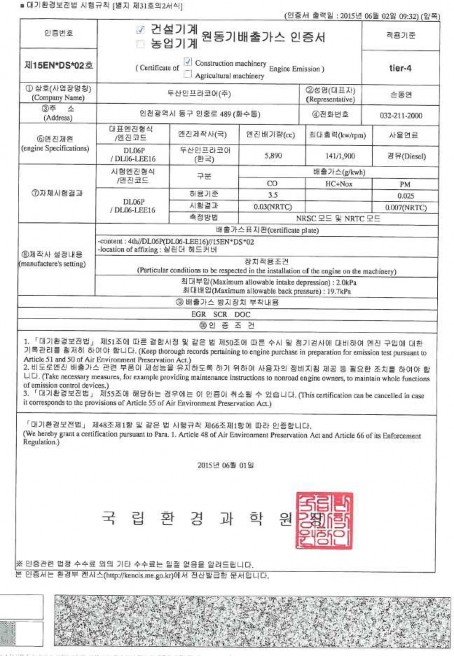 ■ 대기환경보전법 시행규칙 [별지 제31호의2서식]
(인증서 출력일 : 2015년 06월 02일 09:32) (앞쪽)
인증번호
☑ 건설기계
□ 농업기계
원동기배출가스 인증서
적용기준
제15EN*DS*02호
( Certificate of
☑ Construction machinery
□ Agricultural machinery
Engine Emission )
tier-4
① 상호(사업장명칭)
(Company Name)
두산인프라코어(주)
②성명(대표자)
(Representative)
손동연
③주 소
(Address)
인천광역시 동구 인중로 489 (화수동)
④전화번호
032-211-2000
⑥엔진제원
(engine Specifications)
대표엔진형식
/엔진코드
엔진제작사(국)
엔진배기량(cc)
최대출력(kw/rpm)
사용연료
DL06P
/ DL06-LEE16
두산인프라코어
(한국)
5,890
141/1,900
경유(Diesel)
⑦자체시험결과
시험엔진형식
/엔진코드
구분
배출가스(g/kwh)
CO
HC+Nox
PM
DL06P
/ DL06-LEE16
허용기준
3.5
0.025
시험결과
0.03(NRTC)
0.007(NRTC)
측정방법
NRSC 모드 및 NRTC 모드
⑧제작사 설정내용
(manufacture's setting)
배출가스표지판(certificate plate)
-content : 4th//DL06P(DL06-LEE16)//15EN*DS*02
-location of affixing : 실린더 헤드커버
장치적용조건
(Particular conditions to be respected in the installation of the engine on the machinery)
최대부압(Maximum allowable intake depression) : 2.0kPa
최대배압(Maximum allowable back pressure) : 19.7kPa
⑨ 배출가스 방지장치 부착내용
EGR SCR DOC
⑩ 인 증 조 건
1. 「대기환경보전법」 제51조에 따른 결함시정 및 같은 법 제50조에 따른 수시 및 정기검사에 대비하여 엔진 구입에 대한
기록관리를 철저히 하여야 합니다. (Keep thorough records pertaining to engine purchase in preparation for emission test pursuant to
Article 51 and 50 of Air Environment Preservation Act.)
2. 비도로엔진 배출가스 관련 부품이 제성능을 유지하도록 하기 위하여 사용자의 정비지침 제공 등 필요한 조치를 하여야 합
니다. (Take necessary measures, for example providing maintenance instructions to nonroad engine owners, to maintain whole functions
of emission control devices.)
3. 「대기환경보전법」 제55조에 해당하는 경우에는 이 인증이 취소될 수 있습니다. (This certification can be cancelled in case
it corresponds to the provisions of Article 55 of Air Environment Preservation Act.)
「대기환경보전법」 제48조제1항 및 같은 법 시행규칙 제66조제1항에 따라 인증합니다.
(We hereby grant a certification pursuant to Para. 1. Article 48 of Air Environment Preservation Act and Article 66 of its Enforcement
Regulation.)
2015년 06월 01일
국 립 환 경 과 학 원 장
※ 인증관련 법정 수수료 외의 기타 수수료는 일절 없음을 알려드립니다.
본 인증서는 환경부 켄시스(http://kencis.me.go.kr)에서 전산발급한 문서입니다.